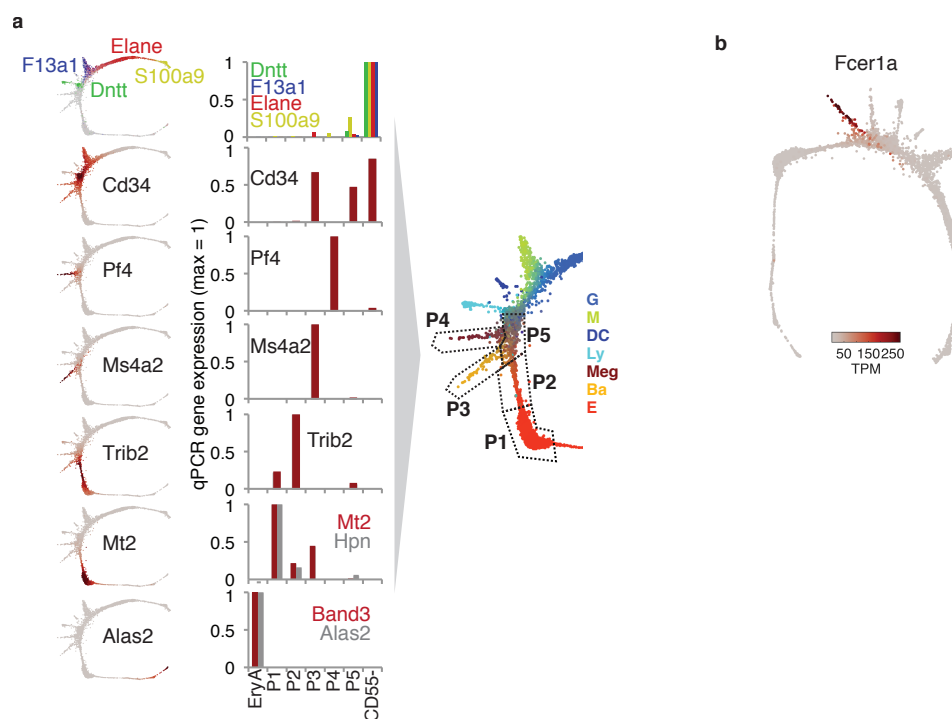 a
Elane
F13a1
S100a9
Dntt
Cd34
Pf4
Ms4a2
Trib2
Mt2
Alas2
qPCR gene expression (max = 1)
1
0.5
0
Dntt
F13a1
Elane
S100a9
1
0.5
0
Cd34
1
0.5
0
Pf4
1
0.5
0
Ms4a2
1
0.5
0
Trib2
1
0.5
0
Mt2
Hpn
1
0.5
0
Band3
Alas2
EryA
P1
P2
P3
P4
P5
CD55-
P4
P5
P3
P2
P1
G
M
DC
Ly
Meg
Ba
E
b
Fcer1a
50 150 250
TPM